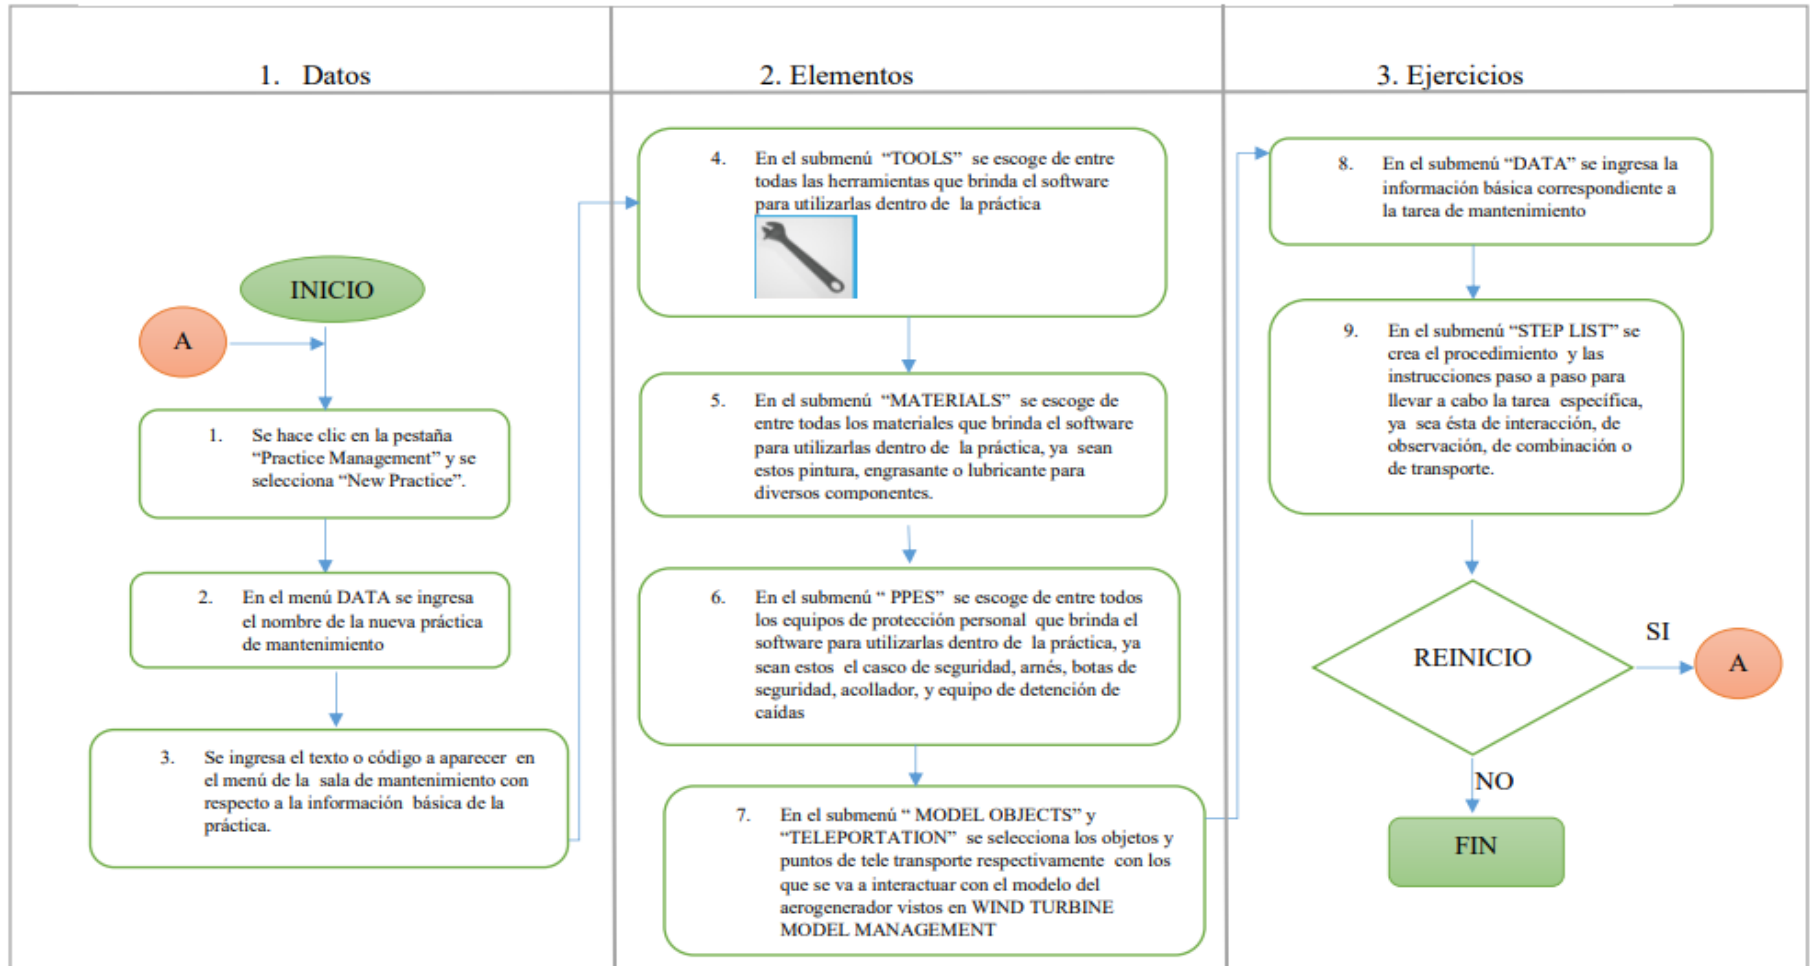 1. Datos
2. Elementos
3. Ejercicios
INICIO
A
1. Se hace clic en la pestaña
“Practice Management” y se
selecciona “New Practice”.
2. En el menú DATA se ingresa
el nombre de la nueva práctica
de mantenimiento
3. Se ingresa el texto o código a aparecer en
el menú de la sala de mantenimiento con
respecto a la información básica de la
práctica.
4. En el submenú “TOOLS” se escoge de entre
todas las herramientas que brinda el software
para utilizarlas dentro de la práctica
5. En el submenú “MATERIALS” se escoge de
entre todas los materiales que brinda el software
para utilizarlas dentro de la práctica, ya sean
estos pintura, engrasante o lubricante para
diversos componentes.
6. En el submenú “ PPES” se escoge de entre todos
los equipos de protección personal que brinda el
software para utilizarlas dentro de la práctica, ya
sean estos el casco de seguridad, arnés, botas de
seguridad, acollador, y equipo de detención de
caídas
7. En el submenú “ MODEL OBJECTS” y
“TELEPORTATION” se selecciona los objetos y
puntos de tele transporte respectivamente con los
que se va a interactuar con el modelo del
aerogenerador vistos en WIND TURBINE
MODEL MANAGEMENT
8. En el submenú “DATA” se ingresa la
información básica correspondiente a
la tarea de mantenimiento
9. En el submenú “STEP LIST” se
crea el procedimiento y las
instrucciones paso a paso para
llevar a cabo la tarea específica,
ya sea ésta de interacción, de
observación, de combinación o
de transporte.
REINICIO
SI
A
NO
FIN